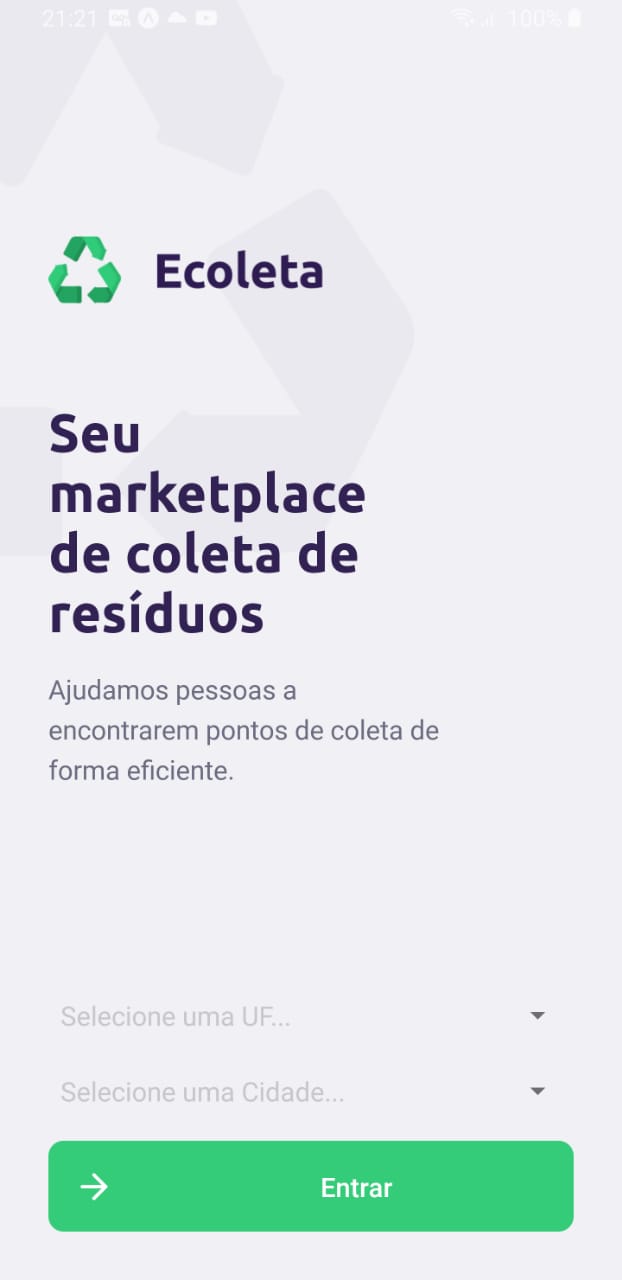 21:21
100%
Ecoleta
Seu
marketplace
de coleta de
resíduos
Ajudamos pessoas a
encontrarem pontos de coleta de
forma eficiente.
Selecione uma UF...
Selecione uma Cidade...
Entrar